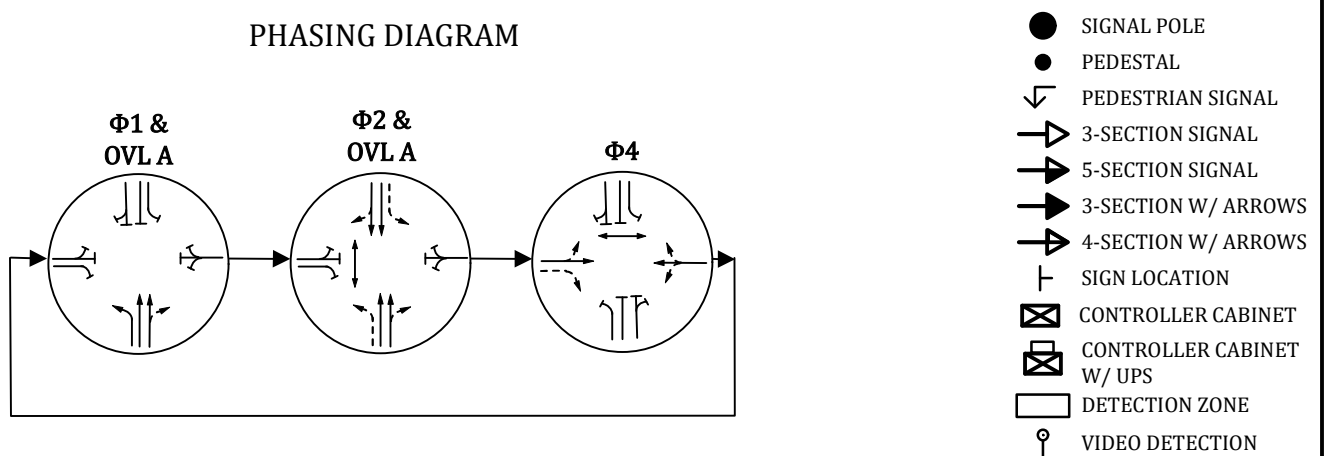 PHASING DIAGRAM
Φ1 &
OVL A
Φ2 &
OVL A
Φ4
SIGNAL POLE
PEDESTAL
PEDESTRIAN SIGNAL
3-SECTION SIGNAL
5-SECTION SIGNAL
3-SECTION W/ ARROWS
4-SECTION W/ ARROWS
SIGN LOCATION
CONTROLLER CABINET
CONTROLLER CABINET
W/ UPS
DETECTION ZONE
VIDEO DETECTION